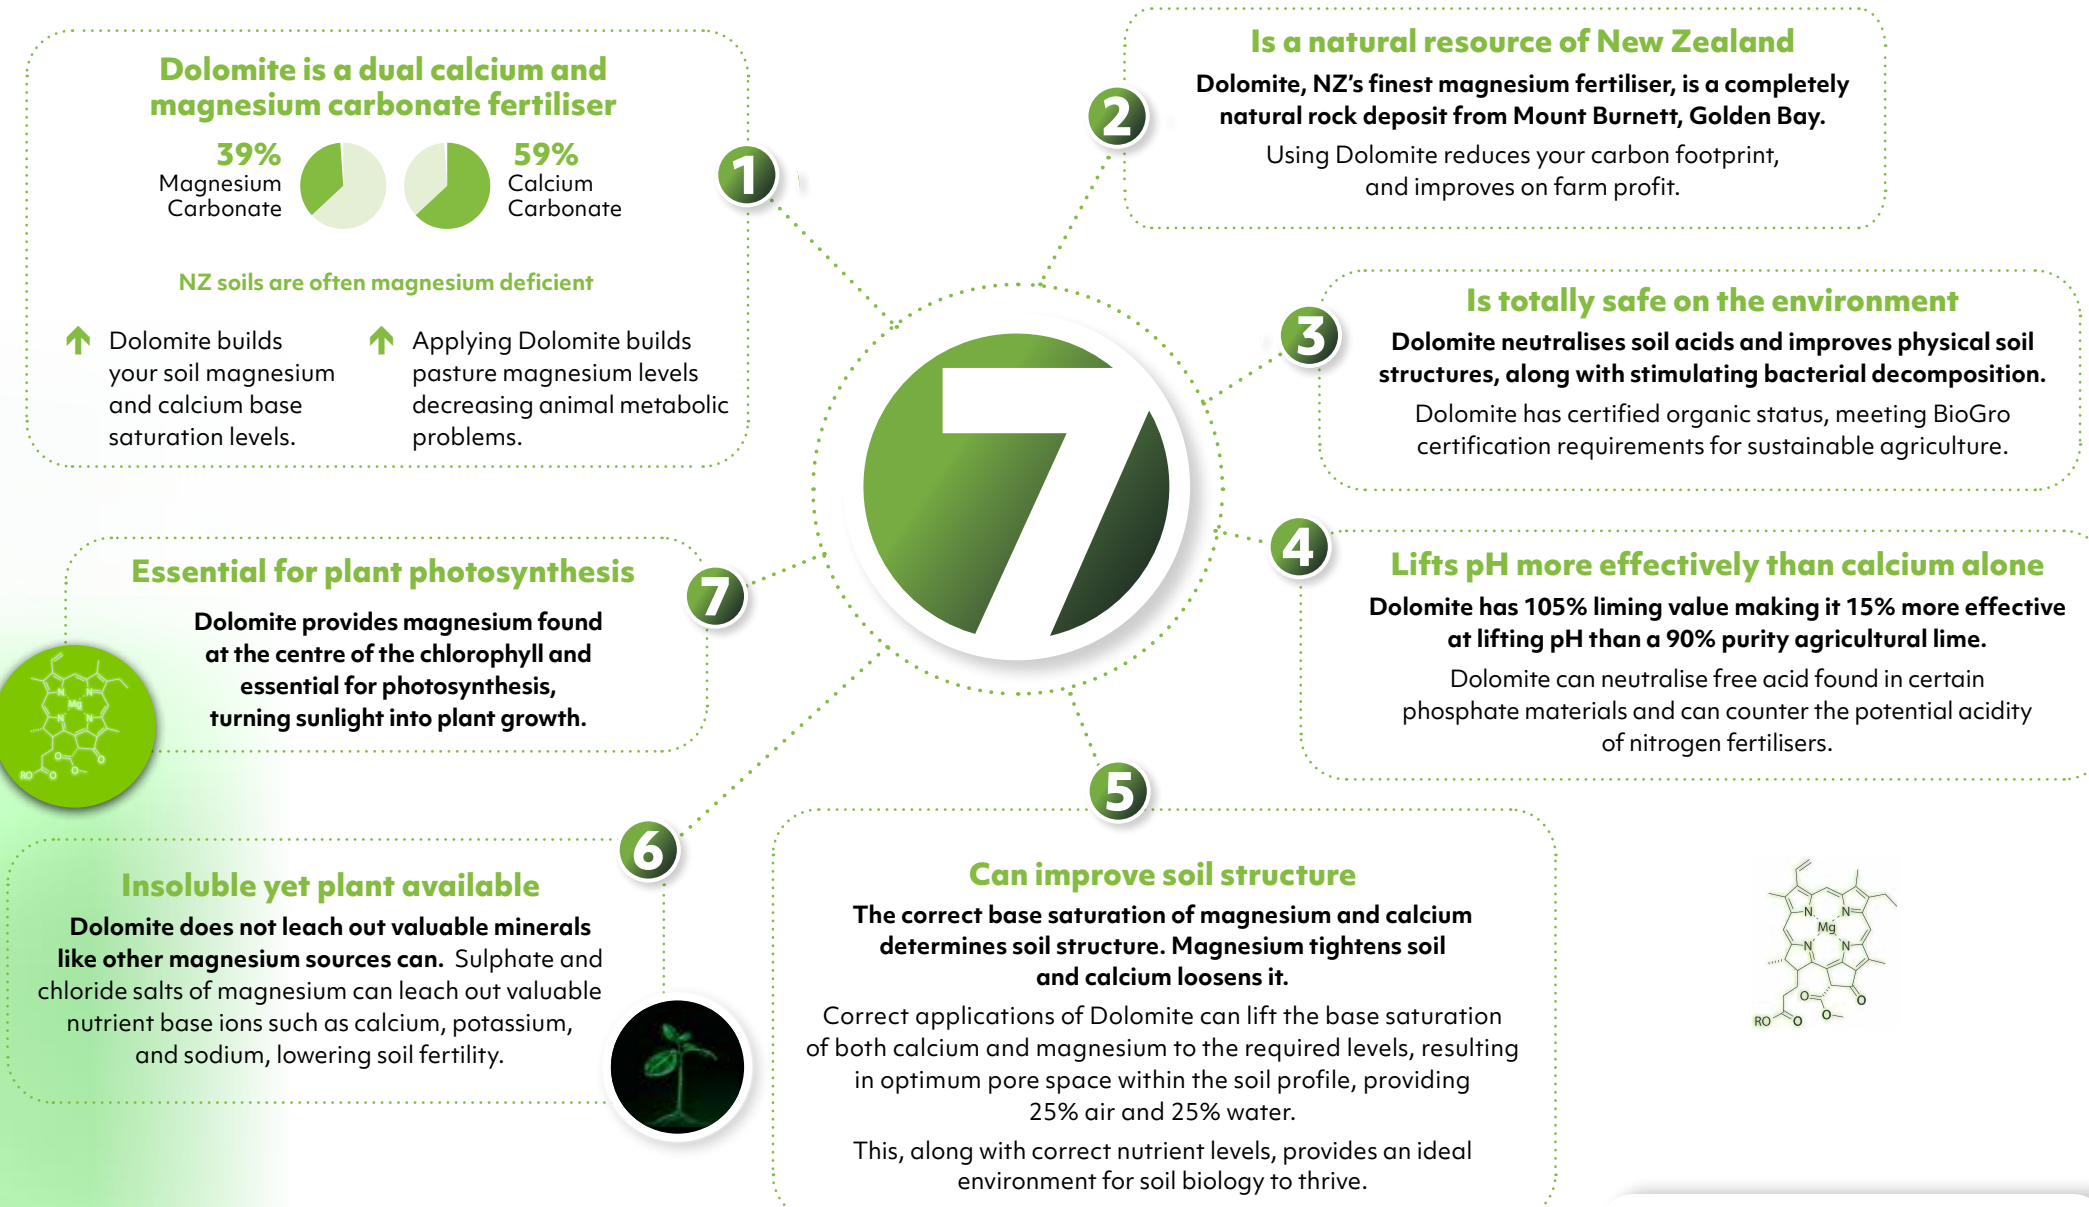 Dolomite is a dual calcium and
magnesium carbonate fertiliser
39%
Magnesium
Carbonate
59%
Calcium
Carbonate
NZ soils are often magnesium deficient
Dolomite builds
your soil magnesium
and calcium base
saturation levels.
Applying Dolomite builds
pasture magnesium levels
decreasing animal metabolic
problems.
1
2
Is a natural resource of New Zealand
Dolomite, NZ's finest magnesium fertiliser, is a completely
natural rock deposit from Mount Burnett, Golden Bay.
Using Dolomite reduces your carbon footprint,
and improves on farm profit.
3
Is totally safe on the environment
Dolomite neutralises soil acids and improves physical soil
structures, along with stimulating bacterial decomposition.
Dolomite has certified organic status, meeting BioGro
certification requirements for sustainable agriculture.
7
4
Lifts pH more effectively than calcium alone
Dolomite has 105% liming value making it 15% more effective
at lifting pH than a 90% purity agricultural lime.
Dolomite can neutralise free acid found in certain
phosphate materials and can counter the potential acidity
of nitrogen fertilisers.
5
Can improve soil structure
The correct base saturation of magnesium and calcium
determines soil structure. Magnesium tightens soil
and calcium loosens it.
Correct applications of Dolomite can lift the base saturation
of both calcium and magnesium to the required levels, resulting
in optimum pore space within the soil profile, providing
25% air and 25% water.
This, along with correct nutrient levels, provides an ideal
environment for soil biology to thrive.
6
Insoluble yet plant available
Dolomite does not leach out valuable minerals
like other magnesium sources can. Sulphate and
chloride salts of magnesium can leach out valuable
nutrient base ions such as calcium, potassium,
and sodium, lowering soil fertility.
7
Essential for plant photosynthesis
Dolomite provides magnesium found
at the centre of the chlorophyll and
essential for photosynthesis,
turning sunlight into plant growth.
N N
Mg
N N
O O
RO O O
N N
Mg
N N
O O
RO O O